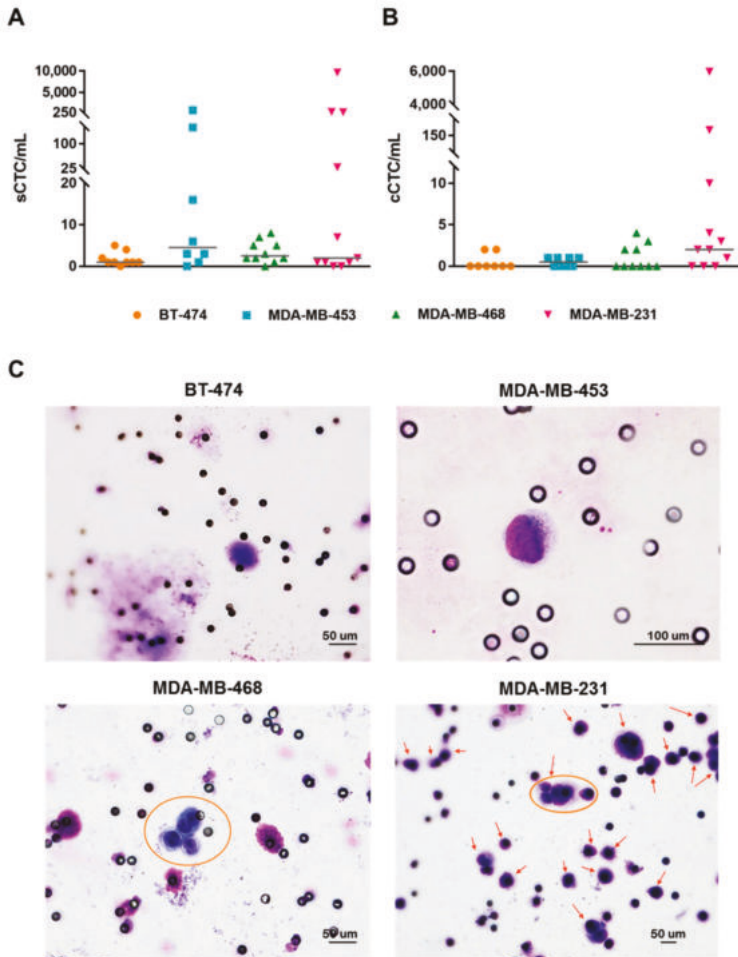 A
B
10,000
5,000
250
100
25
20
10
0
sCTC/mL
6,000
4,000
150
15
10
5
0
cCTC/mL
BT-474
MDA-MB-453
MDA-MB-468
MDA-MB-231
C
BT-474
MDA-MB-453
50 um
100 um
MDA-MB-468
MDA-MB-231
50 um
50 um